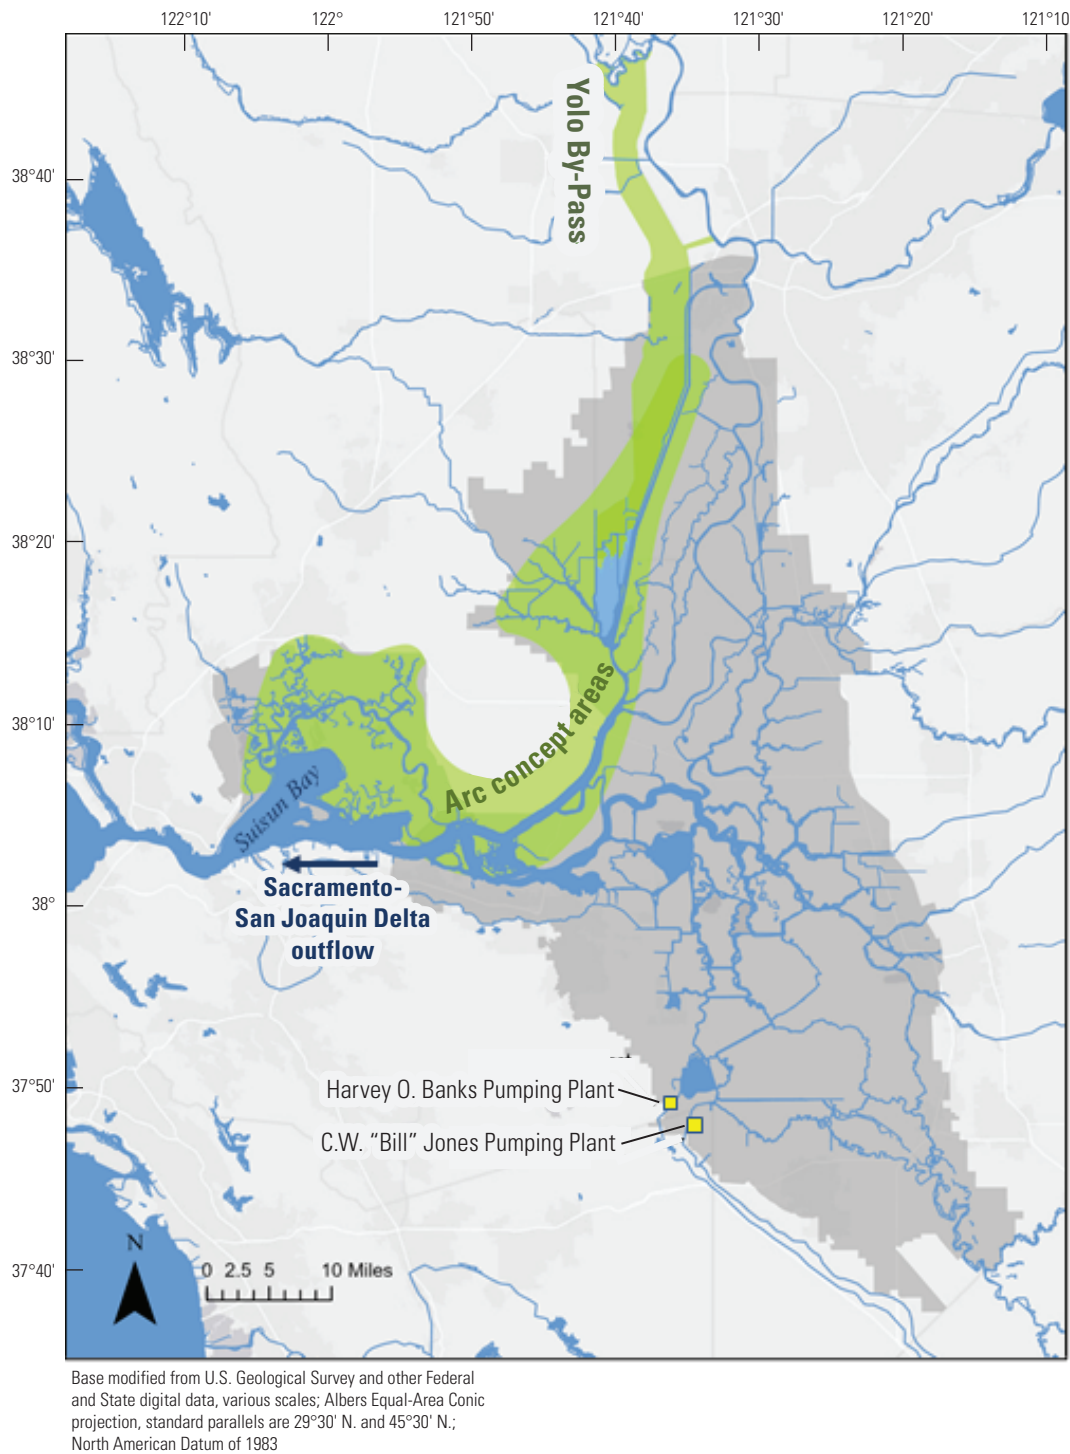 122°10'
122°
121°50'
121°40'
121°30'
121°20'
121°10
Yolo By-Pass
38°40'
38°30'
38°20'
38°10'
38°
37°50'
37°40'
Arc concept areas
Suisun Bay
Sacramento-
San Joaquin Delta
outflow
Harvey O. Banks Pumping Plant
C.W. “Bill” Jones Pumping Plant
N
0 2.5 5 10 Miles
Base modified from U.S. Geological Survey and other Federal
and State digital data, various scales; Albers Equal-Area Conic
projection, standard parallels are 29°30' N. and 45°30' N.;
North American Datum of 1983